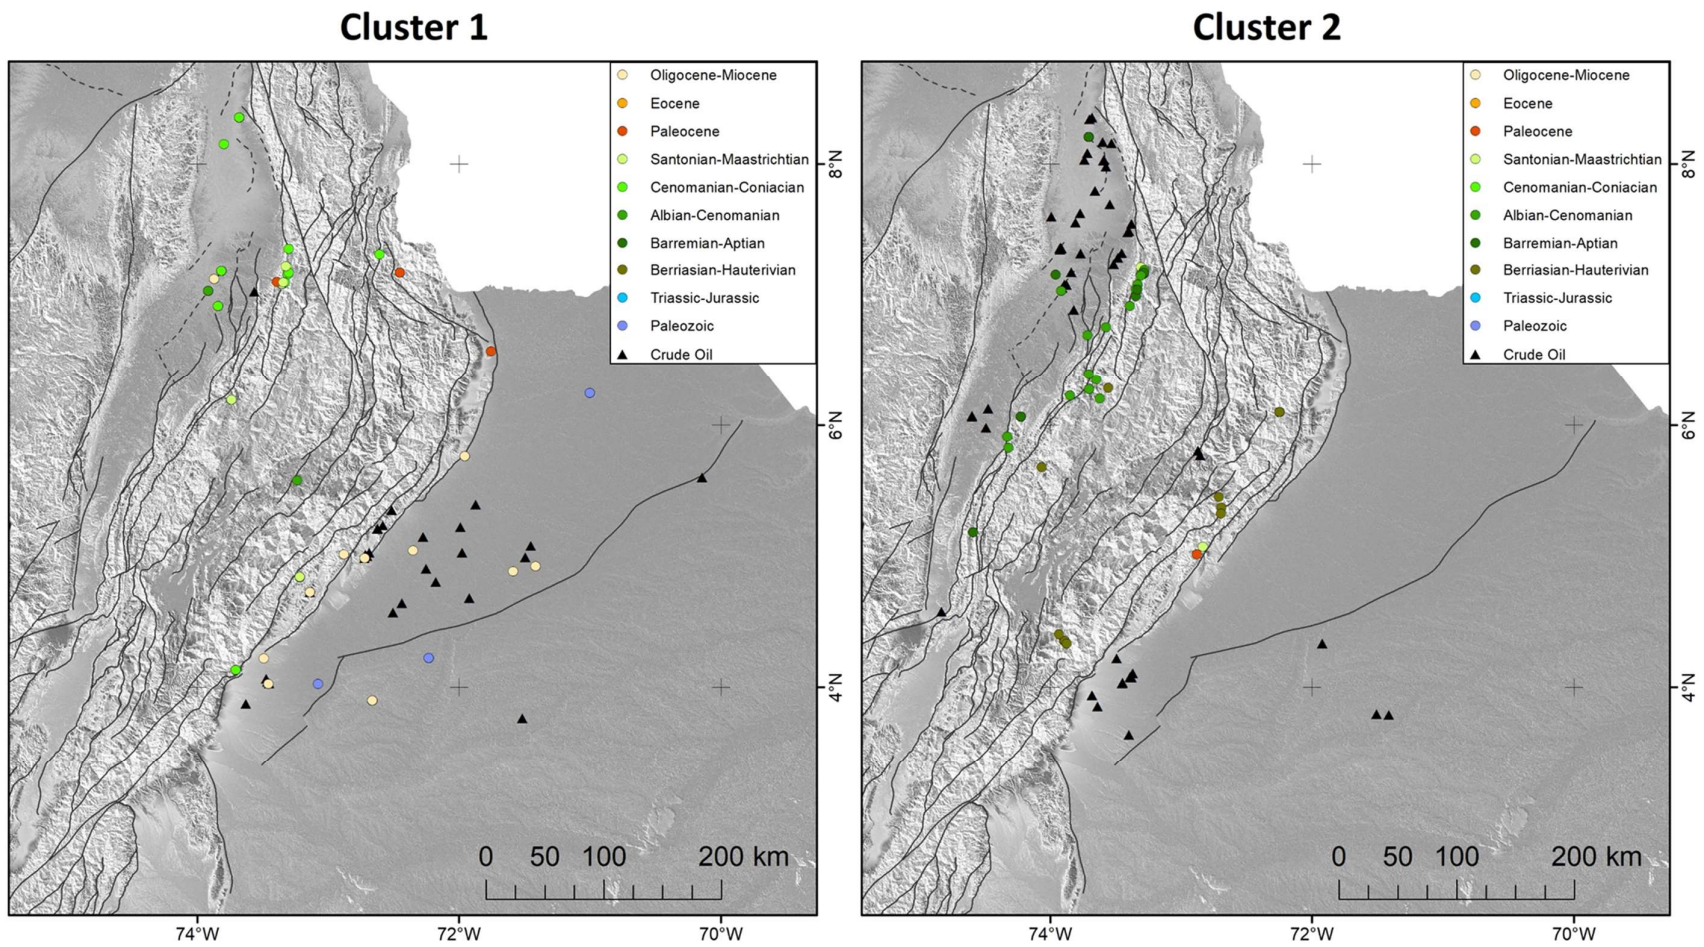 Cluster 1
Oligocene-Miocene
Eocene
Paleocene
Santonian-Maastrichtian
Cenomanian-Coniacian
Albian-Cenomanian
Barremian-Aptian
Berriasian-Hauterivian
Triassic-Jurassic
Paleozoic
Crude Oil
8°N
6°N
4°N
0 50 100 200 km
74°W 72°W 70°W
Cluster 2
Oligocene-Miocene
Eocene
Paleocene
Santonian-Maastrichtian
Cenomanian-Coniacian
Albian-Cenomanian
Barremian-Aptian
Berriasian-Hauterivian
Triassic-Jurassic
Paleozoic
Crude Oil
8°N
6°N
4°N
0 50 100 200 km
74°W 72°W 70°W